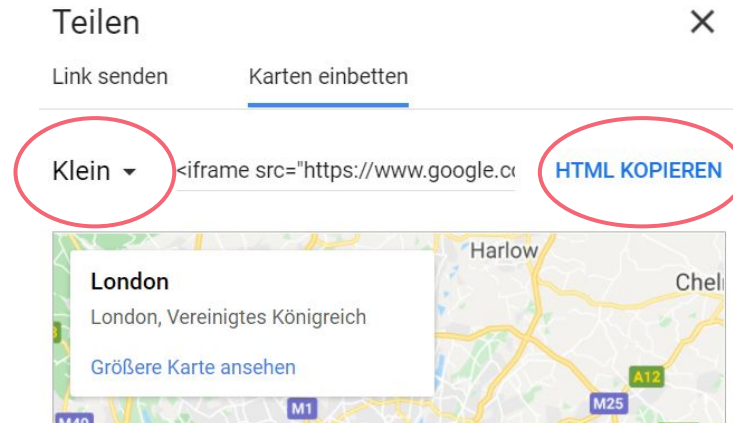 Teilen
Link senden Karten einbetten
Klein <iframe src="https://www.google.co HTML KOPIEREN
Harlow
London
London, Vereinigtes Königreich
Größere Karte ansehen
A12
M1 M25